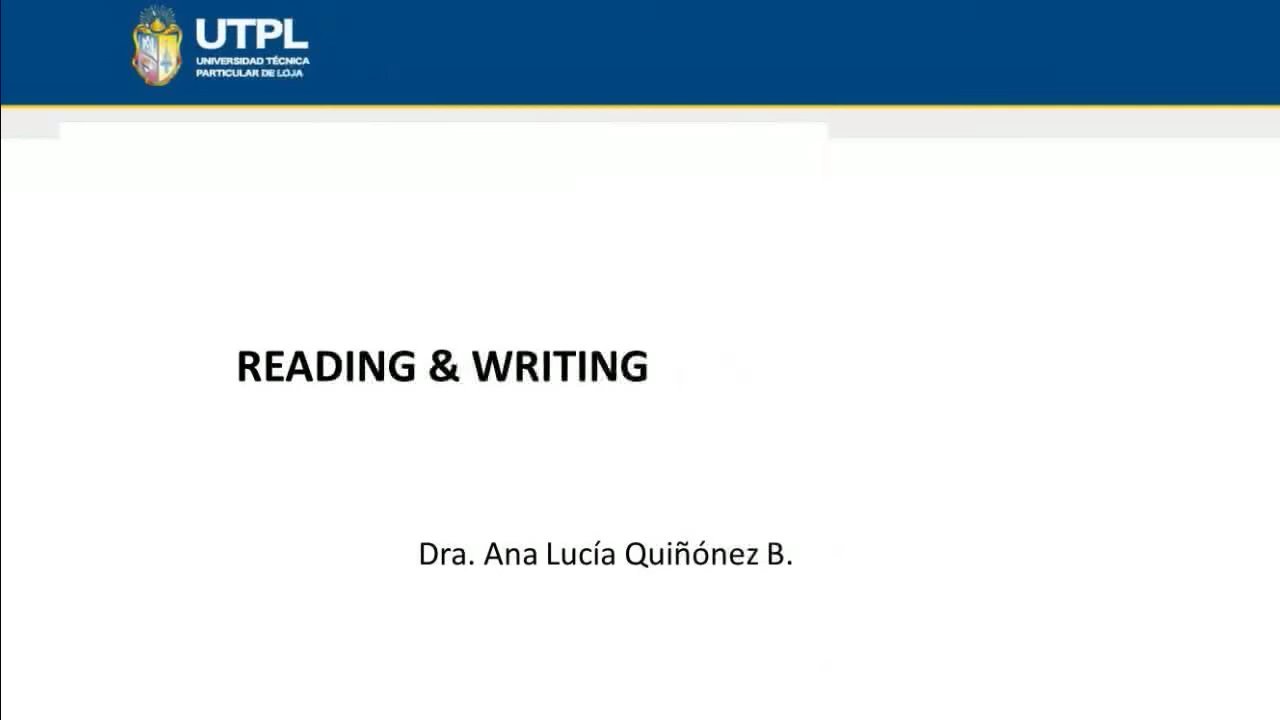 UTPL
UNIVERSIDAD TÉCNICA
PARTICULAR DE LOJA
READING & WRITING
Dra. Ana Lucía Quiñónez B.